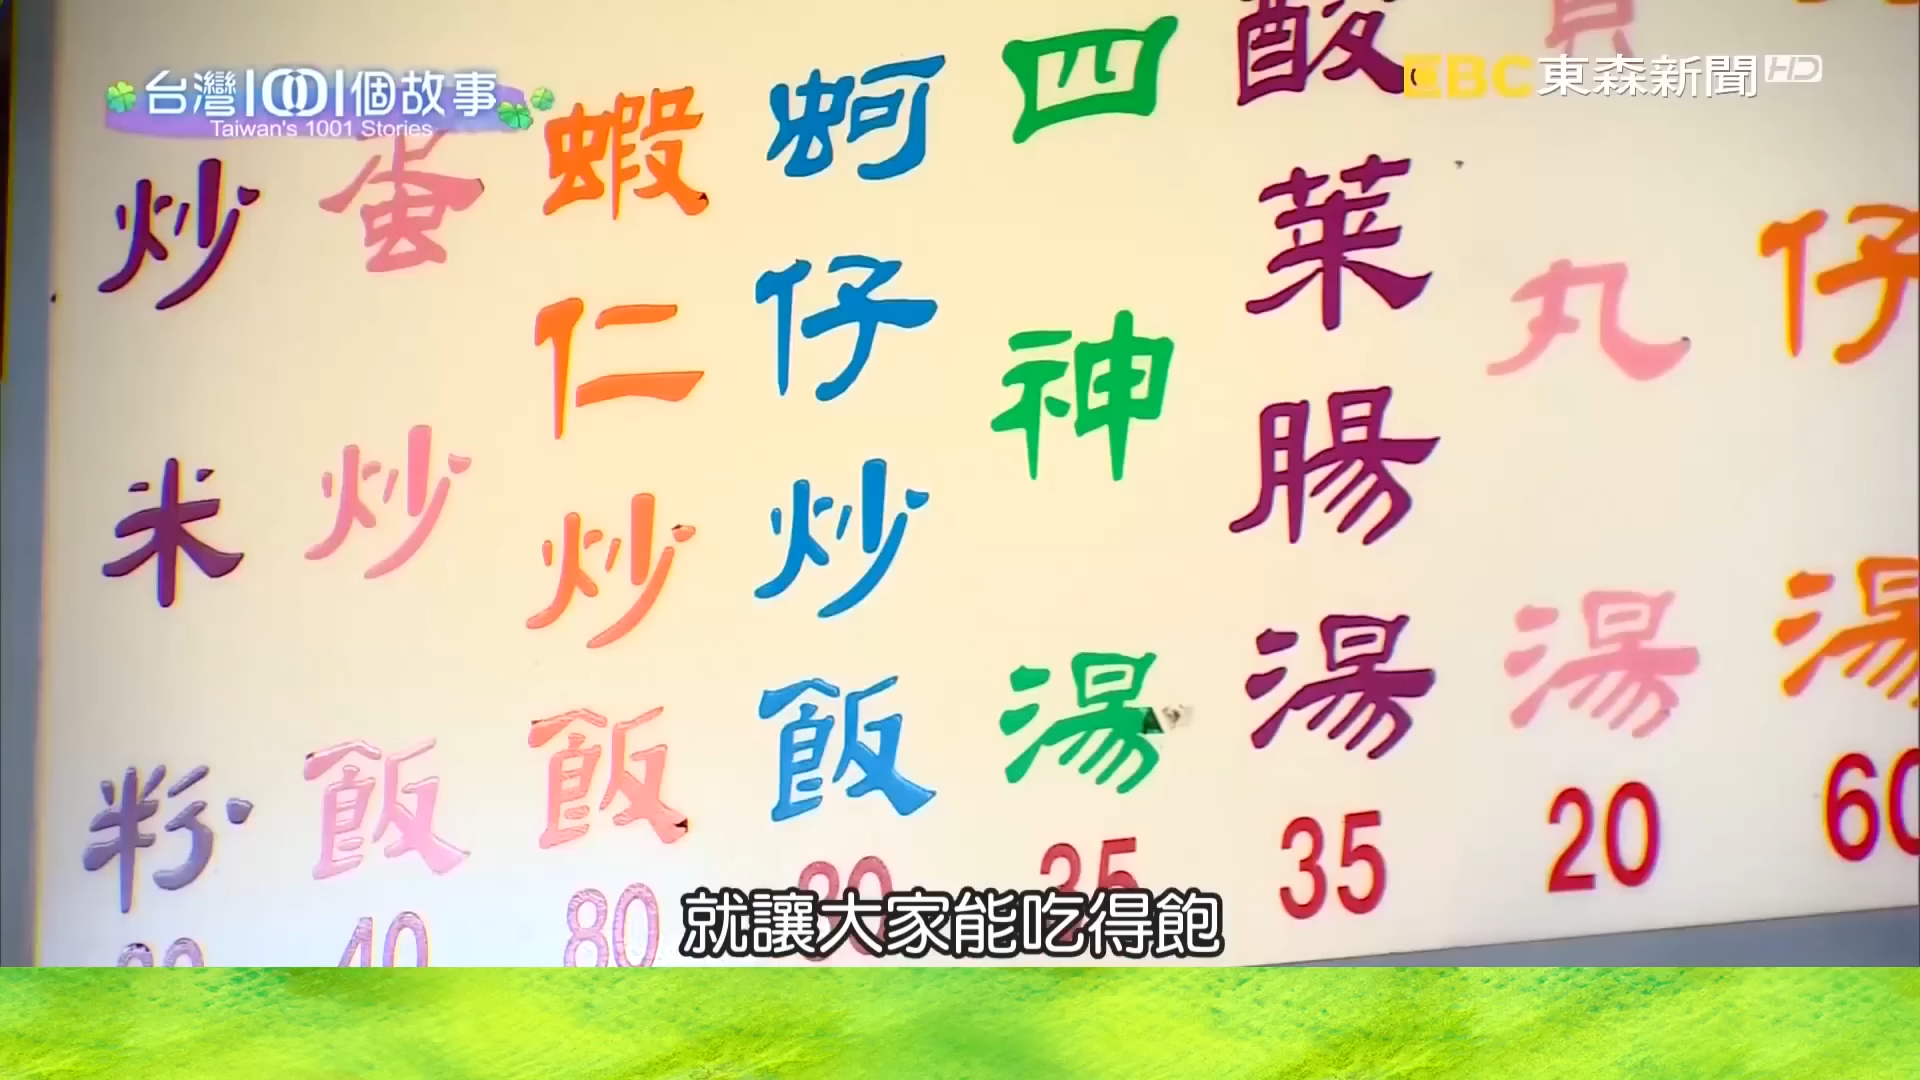 台灣1001個故事
Taiwan's 1001 Stories
EBC東森新聞HD
炒米粉
蛋炒飯 40
蝦仁炒飯 80
蚵仔炒飯 80
四神湯 35
酸菜腸湯 35
丸湯 20
仔湯 60
就讓大家能吃得飽